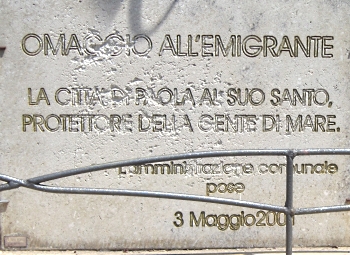 OMAGGIO ALL'EMIGRANTE
LA CITTA' DI PAOLA AL SUO SANTO,
PROTETTORE DELLA GENTE DI MARE.
L'amministrazione comunale
pose
3 Maggio